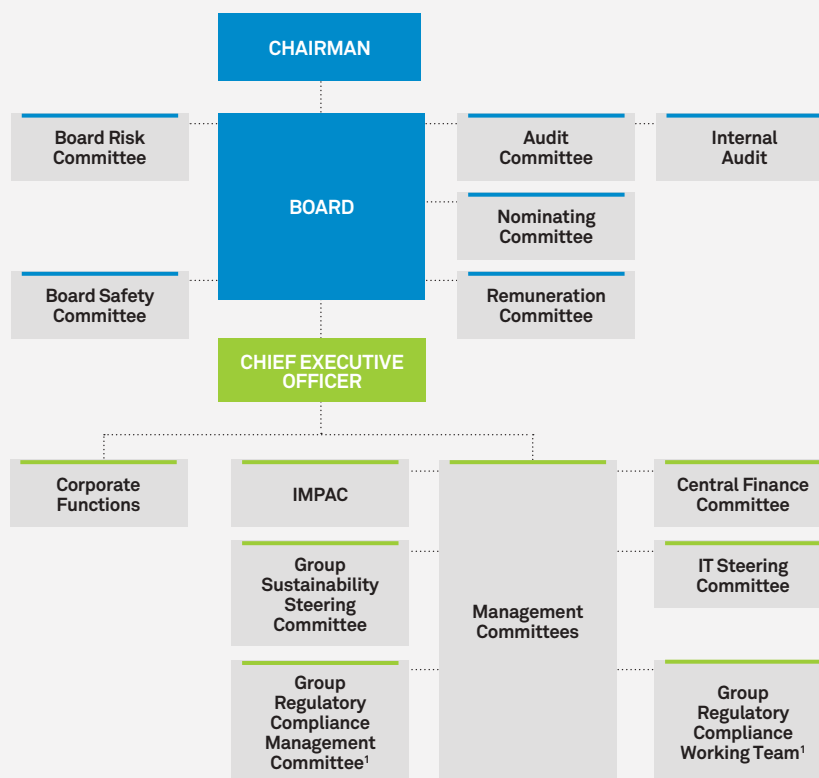 CHAIRMAN
Board Risk
Committee
BOARD
Audit
Committee
Internal
Audit
Nominating
Committee
Board Safety
Committee
Remuneration
Committee
CHIEF EXECUTIVE
OFFICER
Corporate
Functions
IMPAC
Management
Committees
Central Finance
Committee
Group
Sustainability
Steering
Committee
IT Steering
Committee
Group
Regulatory
Compliance
Management
Committee¹
Group
Regulatory
Compliance
Working Team¹